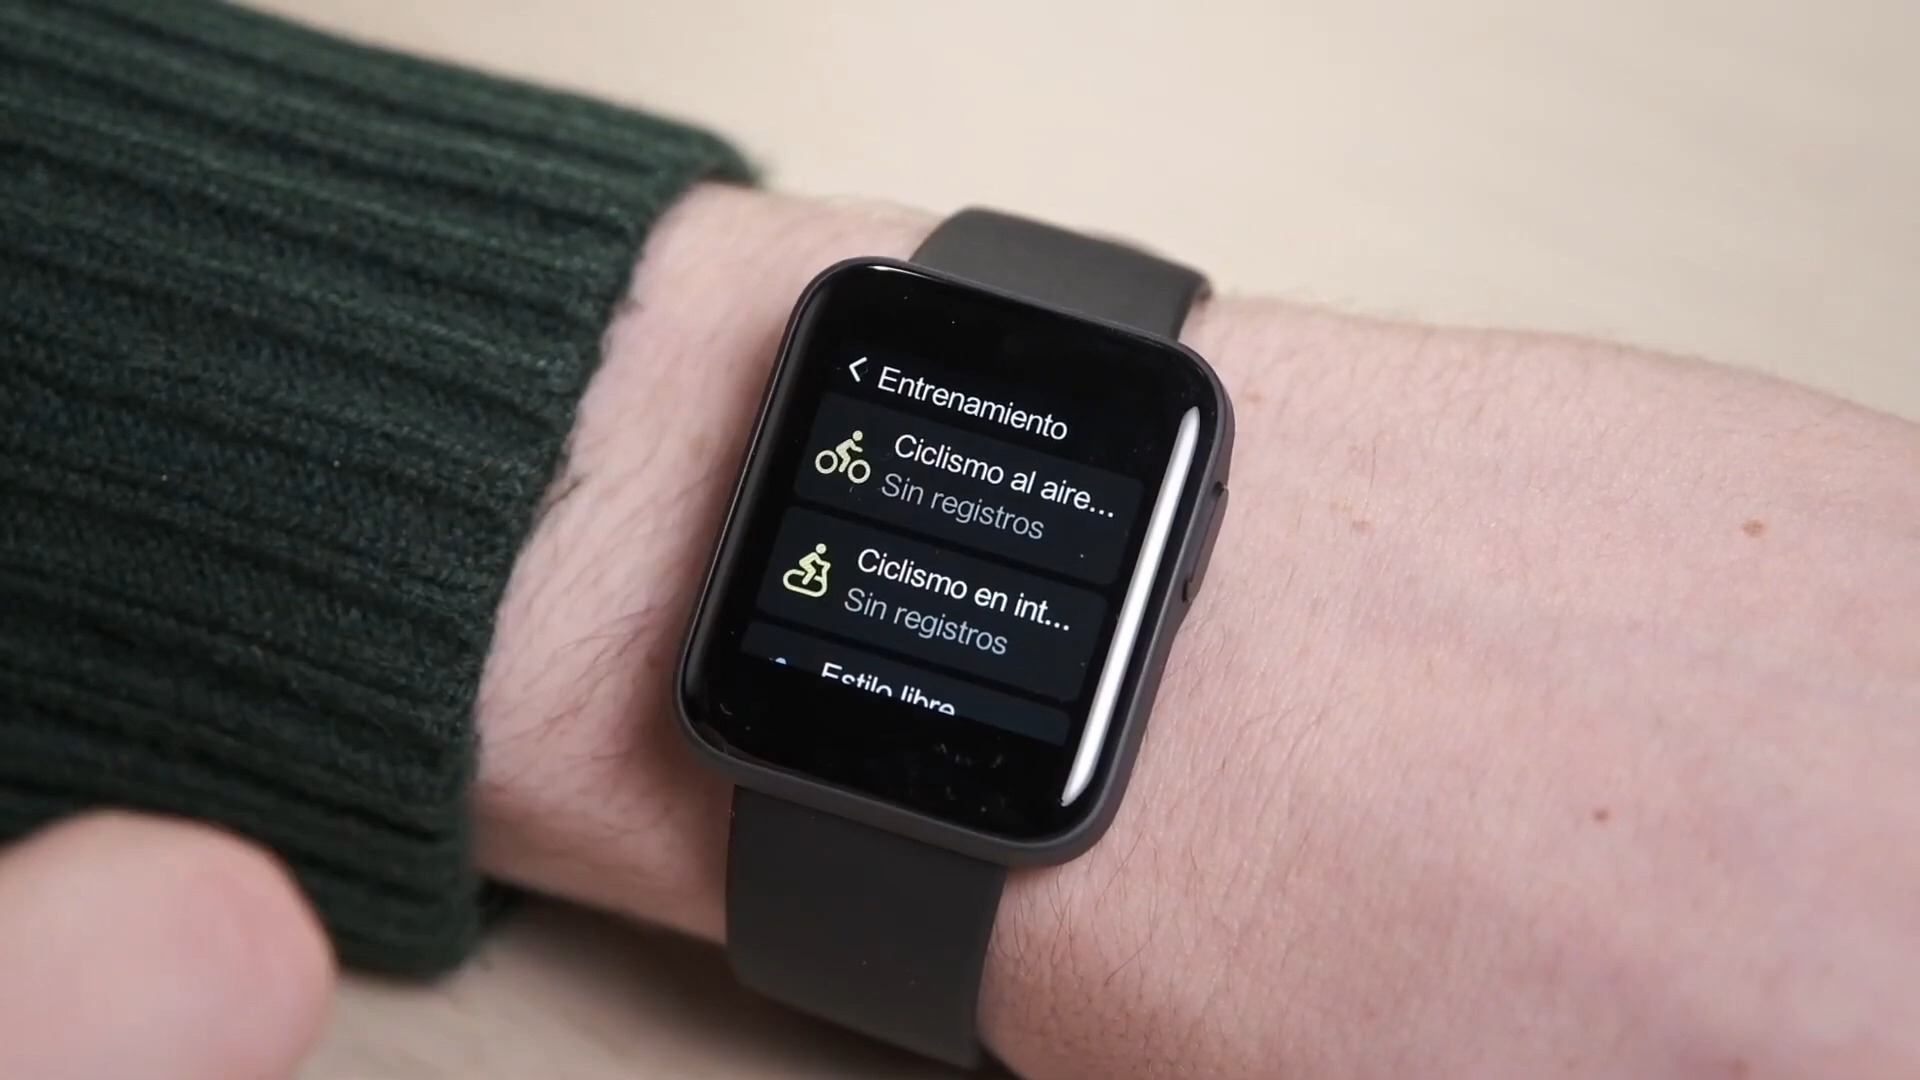 Entrenamiento
Ciclismo al aire...
Sin registros
Ciclismo en int...
Sin registros
Estilo libre